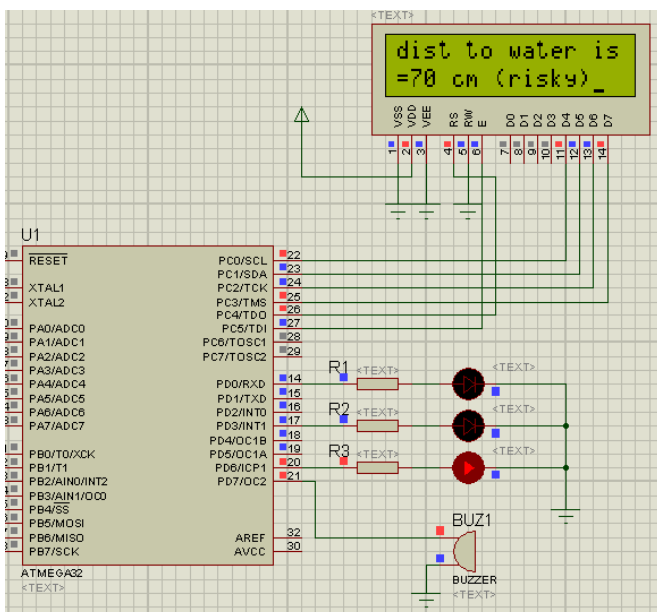 <TEXT>
dist to water is
=70 cm (risky)_
VSS VDD VEE RS RW E D0 D1 D2 D3 D4 D5 D6 D7
1 2 3 4 5 6 7 8 9 10 11 12 13 14
U1
RESET PC0/SCL 22
PC1/SDA 23
XTAL1 PC2/TCK 24
XTAL2 PC3/TMS 25
PC4/TDO 26
PA0/ADC0 PC5/TDI 27
PA1/ADC1 PC6/TOSC1 28
PA2/ADC2 PC7/TOSC2 29
PA3/ADC3
PA4/ADC4 PD0/RXD 14 R1 <TEXT> <TEXT>
PA5/ADC5 PD1/TXD 15
PA6/ADC6 PD2/INT0 16 R2 <TEXT> <TEXT>
PA7/ADC7 PD3/INT1 17
PD4/OC1B 18
PB0/T0/XCK PD5/OC1A 19 R3 <TEXT> <TEXT>
PB1/T1 PD6/ICP1 20
PB2/AIN0/INT2 PD7/OC2 21
PB3/AIN1/OC0
PB4/SS
PB5/MOSI
PB6/MISO AREF 32
PB7/SCK AVCC 30
BUZ1
ATMEGA32
<TEXT>
BUZZER
<TEXT>